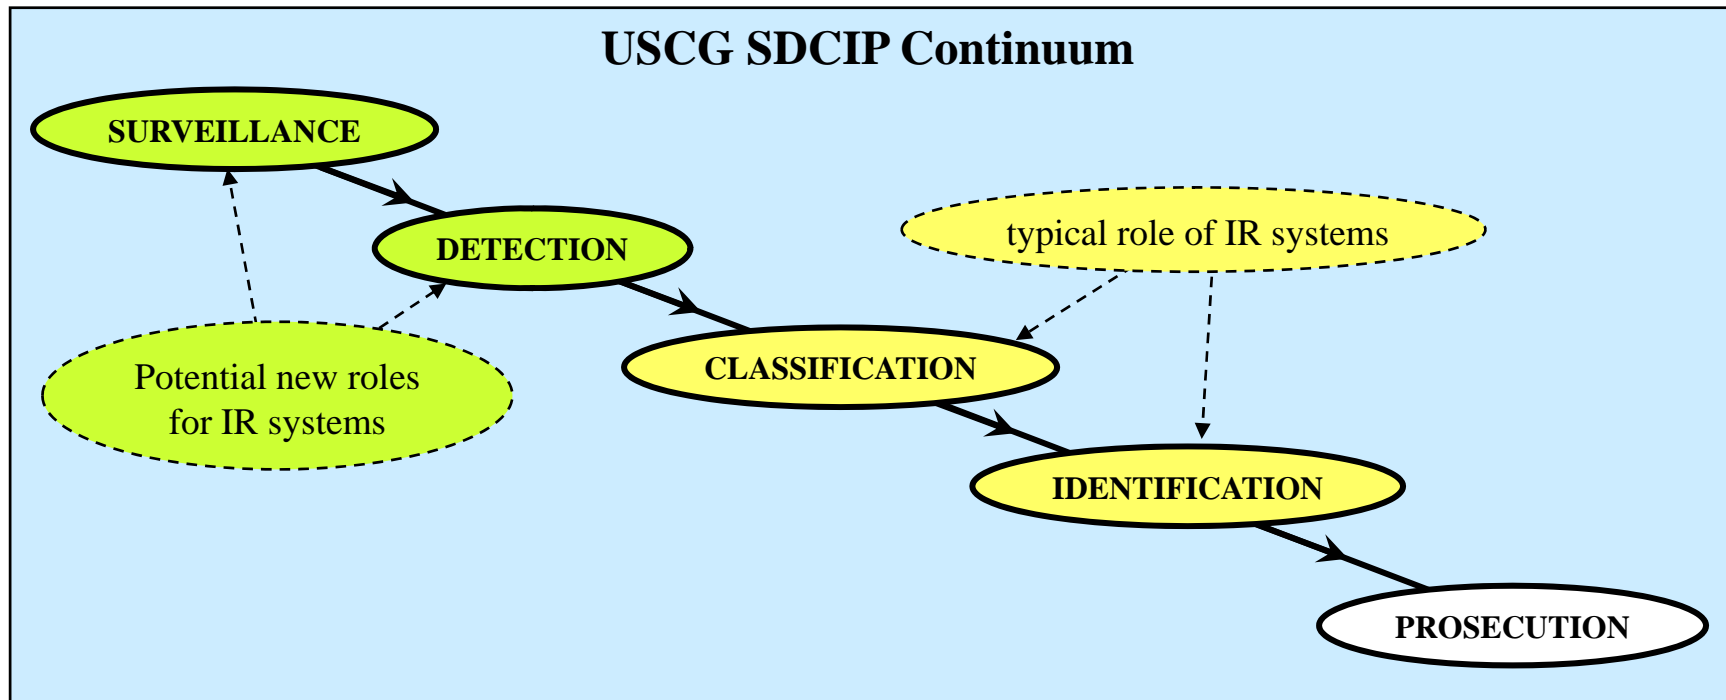 USCG SDCIP Continuum
SURVEILLANCE
DETECTION
typical role of IR systems
Potential new roles
for IR systems
CLASSIFICATION
IDENTIFICATION
PROSECUTION